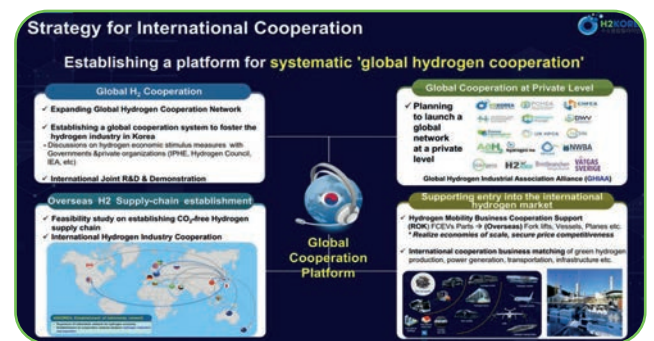 Strategy for International Cooperation
H2KOREA
Establishing a platform for systematic 'global hydrogen cooperation'
Global H₂ Cooperation
✓ Expanding Global Hydrogen Cooperation Network
✓ Establishing a global cooperation system to foster the
hydrogen industry in Korea
- Discussions on hydrogen economic stimulus measures with
Governments &private organizations (IPHE, Hydrogen Council,
IEA, etc)
✓ International Joint R&D & Demonstration
Overseas H2 Supply-chain establishment
✓ Feasibility study on establishing CO₂-free Hydrogen
supply chain
✓ International Hydrogen Industry Cooperation
Global
Cooperation
Platform
Global Cooperation at Private Level
✓ Planning
to launch a
global
network
at a private
level
H2KOREA
DWV
NWBA
VÄTGAS
SVERIGE
Global Hydrogen Industrial Association Alliance (GHIAA)
Supporting entry into the international
hydrogen market
✓ Hydrogen Mobility Business Cooperation Support
(ROK) FCEVs Parts → (Overseas) Fork lifts, Vessels, Planes etc.
* Realize economies of scale, secure price competitiveness
✓ International cooperation business matching of green hydrogen
production, power generation, transportation, infrastructure etc.